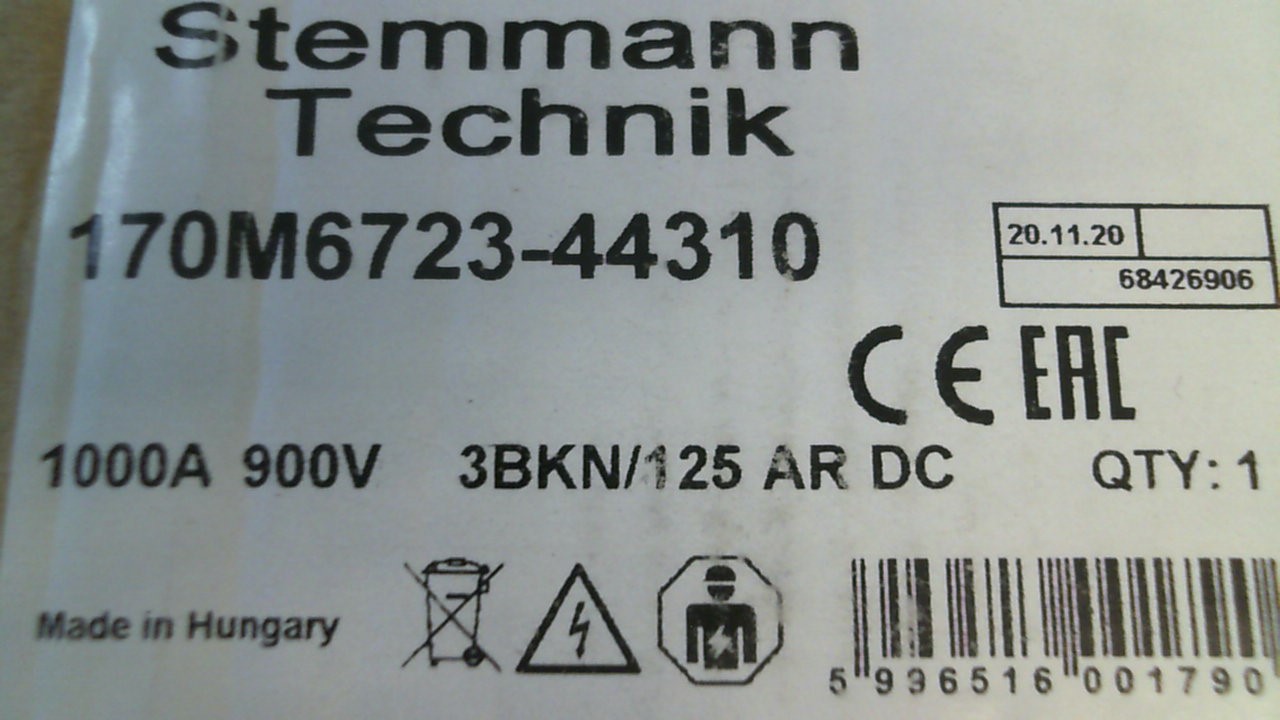 Stemmann
Technik
170M6723-44310
20.11.20
68426906
CE EAC
1000A 900V 3BKN/125 AR DC QTY: 1
Made in Hungary
5 996516 001790